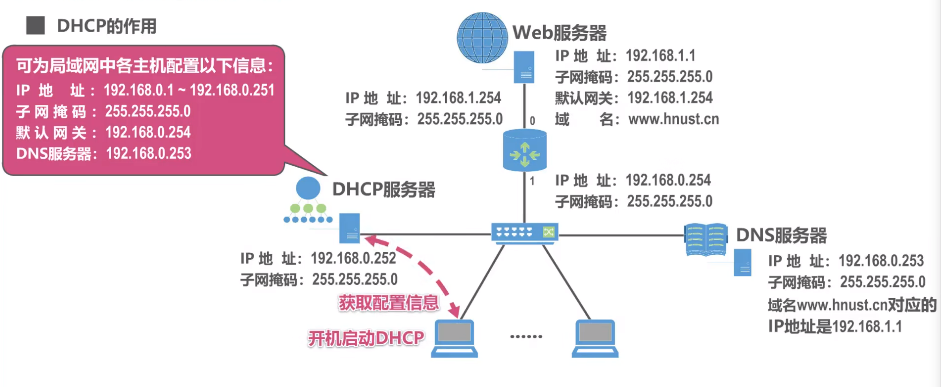 DHCP的作用
可为局域网中各主机配置以下信息：
IP 地 址：192.168.0.1 ~ 192.168.0.251
子网掩码：255.255.255.0
默认网关：192.168.0.254
DNS服务器：192.168.0.253
Web服务器
IP 地 址：192.168.1.1
子网掩码：255.255.255.0
默认网关：192.168.1.254
域 名：www.hnust.cn
IP 地 址：192.168.1.254
子网掩码：255.255.255.0
0
1
IP 地 址：192.168.0.254
子网掩码：255.255.255.0
DHCP服务器
IP 地 址：192.168.0.252
子网掩码：255.255.255.0
DNS服务器
IP 地 址：192.168.0.253
子网掩码：255.255.255.0
域名www.hnust.cn对应的
IP地址是192.168.1.1
获取配置信息
开机启动DHCP
……